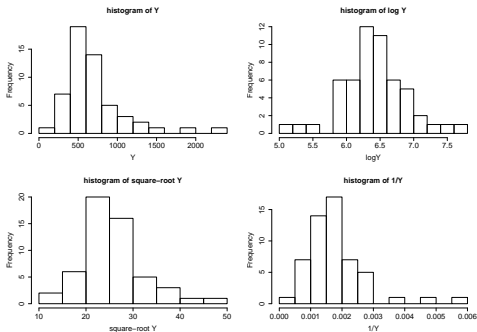 histogram of Y
Frequency
0 5 10 15
0 500 1000 1500 2000
Y
histogram of log Y
Frequency
0 2 4 6 8 10 12
5.0 5.5 6.0 6.5 7.0 7.5
logY
histogram of square-root Y
Frequency
0 5 10 15 20
10 20 30 40 50
square-root Y
histogram of 1/Y
Frequency
0 5 10 15
0.000 0.001 0.002 0.003 0.004 0.005 0.006
1/Y